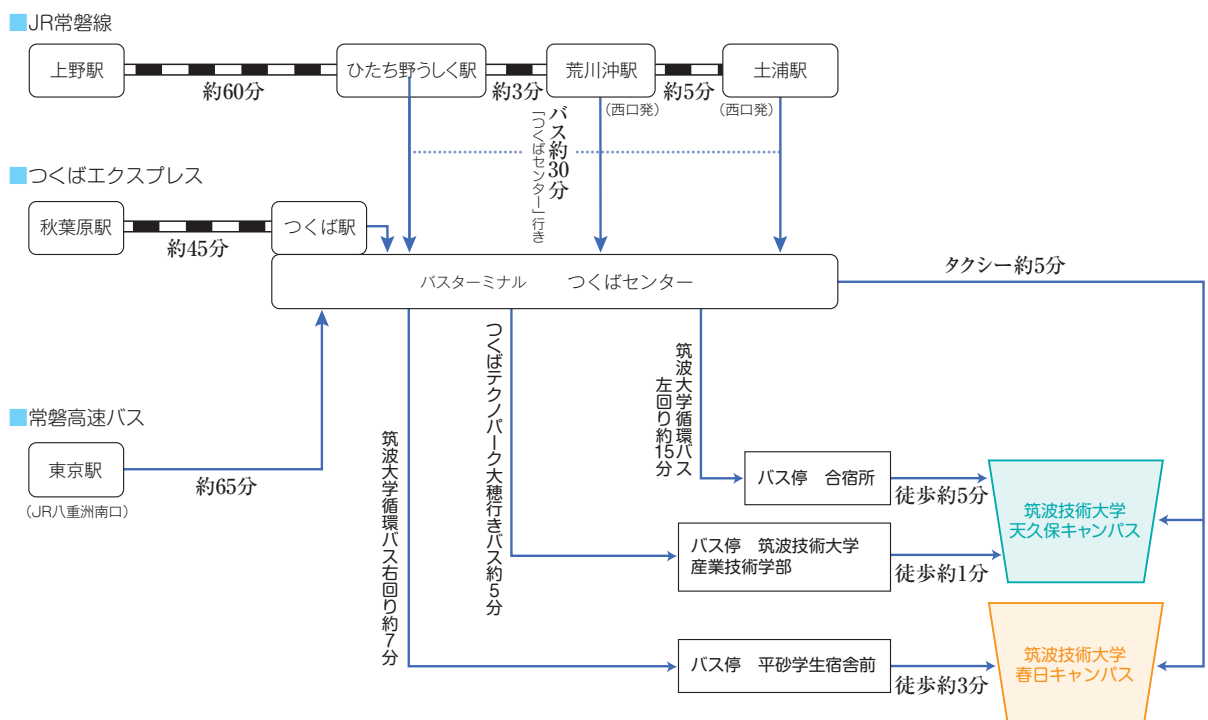 JR常磐線
上野駅
約60分
ひたち野うしく駅
約3分
荒川沖駅
(西口発)
約5分
土浦駅
(西口発)
バス約30分
「つくばセンター」行き
つくばエクスプレス
秋葉原駅
約45分
つくば駅
バスターミナル つくばセンター
タクシー約5分
常磐高速バス
東京駅
(JR八重洲南口)
約65分
筑波大学循環バス右回り約7分
つくばテクノパーク大穂行きバス約5分
筑波大学循環バス
左回り約15分
バス停 合宿所
徒歩約5分
バス停 筑波技術大学
産業技術学部
徒歩約1分
バス停 平砂学生宿舎前
徒歩約3分
筑波技術大学
天久保キャンパス
筑波技術大学
春日キャンパス